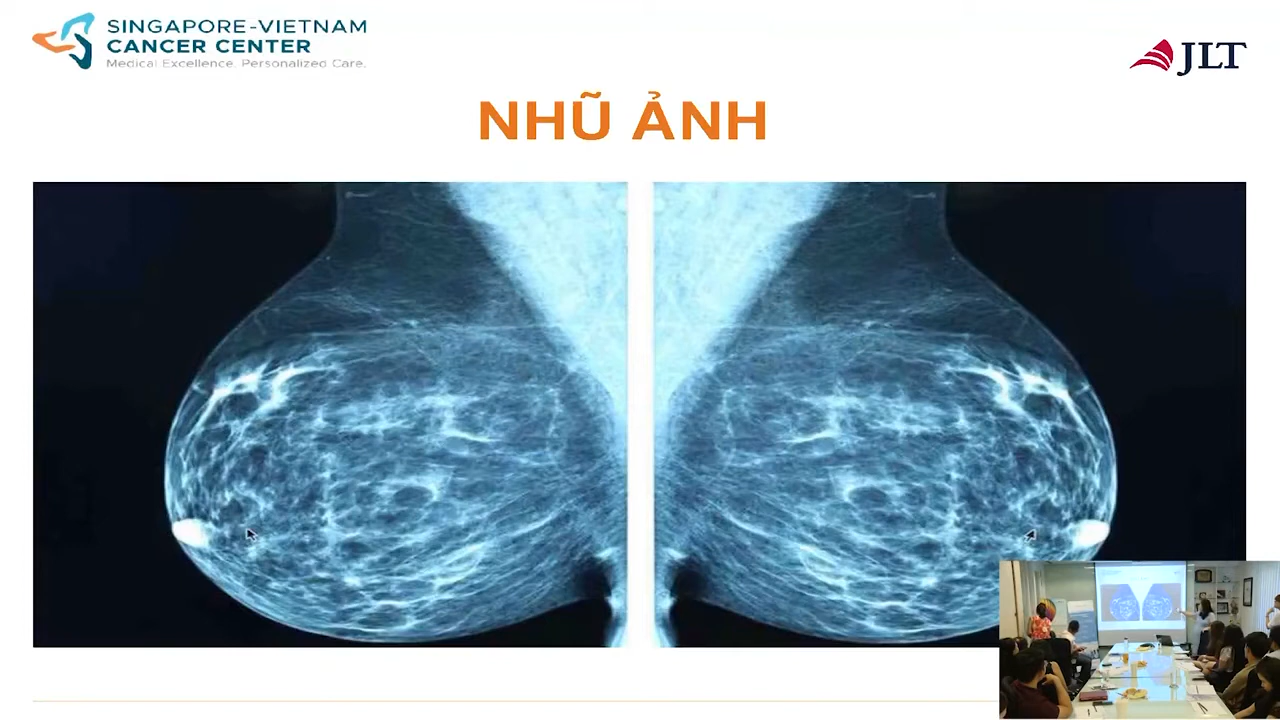 SINGAPORE-VIETNAM
CANCER CENTER
Medical Excellence. Personalized Care.
JLT
NHŨ ẢNH